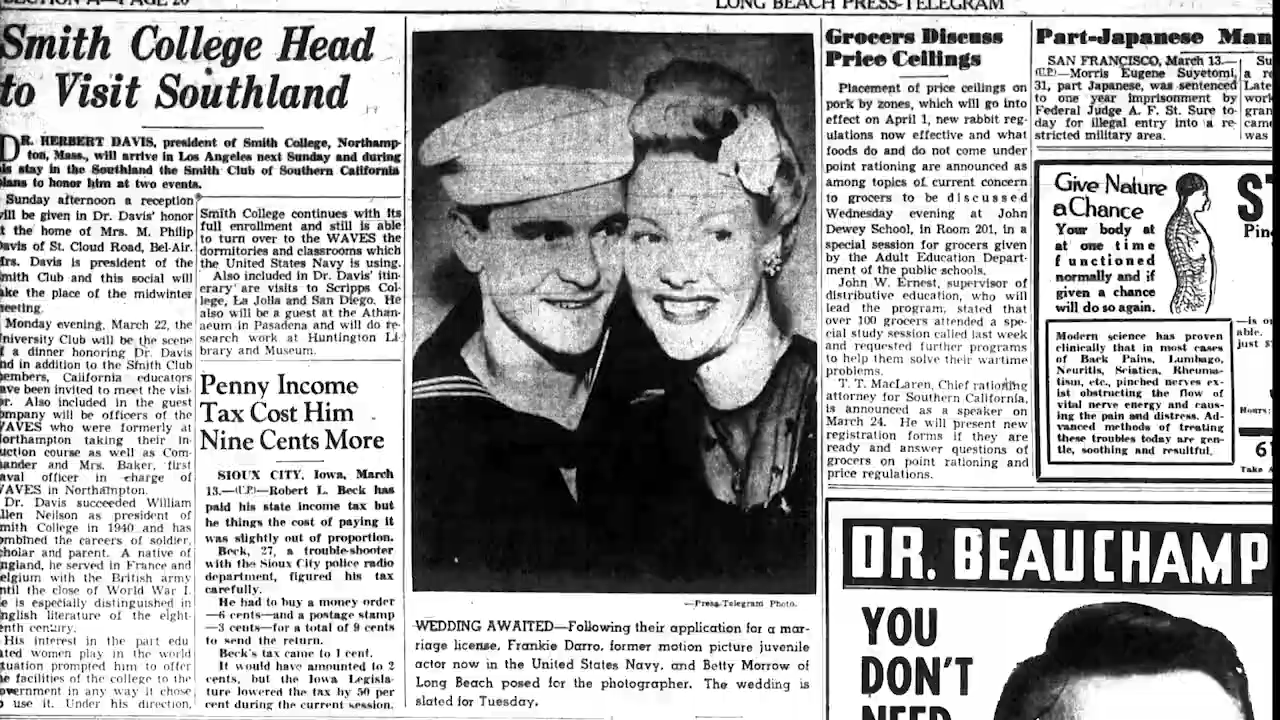 SECTION A—PAGE 20
LONG BEACH PRESS-TELEGRAM
Smith College Head
to Visit Southland
DR. HERBERT DAVIS, president of Smith College, Northamp-
ton, Mass., will arrive in Los Angeles next Sunday and during
his stay in the Southland the Smith Club of Southern California
plans to honor him at two events.
Sunday afternoon a reception
will be given in Dr. Davis' honor
at the home of Mrs. M. Philip
Davis of St. Cloud Road, Bel-Air.
Mrs. Davis is president of the
Smith Club and this social will
take the place of the midwinter
meeting.
Monday evening, March 22, the
University Club will be the scene
of a dinner honoring Dr. Davis
and in addition to the Smith Club
members, California educators
have been invited to meet the visi-
or. Also included in the guest
company will be officers of the
WAVES who were formerly at
Northampton taking their in-
uction course as well as Com-
mander and Mrs. Baker, first
naval officer in charge of
WAVES in Northampton.
Dr. Davis succeeded William
Allen Neilson as president of
Smith College in 1940 and has
combined the careers of soldier,
scholar and parent. A native of
England, he served in France and
Belgium with the British army
until the close of World War I.
He is especially distinguished in
English literature of the eight-
eenth century.
His interest in the part edu
ated women play in the world
situation prompted him to offer
the facilities of the college to the
government in any way it chose
to use it. Under his direction,
Smith College continues with its
full enrollment and still is able
to turn over to the WAVES the
dormitories and classrooms which
the United States Navy is using.
Also included in Dr. Davis' itin-
erary are visits to Scripps Col-
lege, La Jolla and San Diego. He
also will be a guest at the Athan-
aeum in Pasadena and will do re-
search work at Huntington Li-
brary and Museum.
Penny Income
Tax Cost Him
Nine Cents More
SIOUX CITY, Iowa, March
13.—(U.P.)—Robert L. Beck has
paid his state income tax but
he things the cost of paying it
was slightly out of proportion.
Beck, 27, a trouble-shooter
with the Sioux City police radio
department, figured his tax
carefully.
He had to buy a money order
—6 cents—and a postage stamp
—3 cents—for a total of 9 cents
to send the return.
Beck's tax came to 1 cent.
It would have amounted to 2
cents, but the Iowa Legisla-
ture lowered the tax by 50 per
cent during the current session.
—Press-Telegram Photo.
WEDDING AWAITED—Following their application for a mar-
riage license, Frankie Darro, former motion picture juvenile
actor now in the United States Navy, and Betty Morrow of
Long Beach posed for the photographer. The wedding is
slated for Tuesday.
Grocers Discuss
Price Ceilings
Placement of price ceilings on
pork by zones, which will go into
effect on April 1, new rabbit reg-
ulations now effective and what
foods do and do not come under
point rationing are announced as
among topics of current concern
to grocers to be discussed
Wednesday evening at John
Dewey School, in Room 201, in a
special session for grocers given
by the Adult Education Depart-
ment of the public schools.
John W. Ernest, supervisor of
distributive education, who will
lead the program, stated that
over 100 grocers attended a spe-
cial study session called last week
and requested further programs
to help them solve their wartime
problems.
T. T. MacLaren, Chief rationing
attorney for Southern California,
is announced as a speaker on
March 24. He will present new
registration forms if they are
ready and answer questions of
grocers on point rationing and
price regulations.
Part-Japanese Man
SAN FRANCISCO, March 13.—
(U.P.)—Morris Eugene Suyetomi,
31, part Japanese, was sentenced
to one year imprisonment by
Federal Judge A. F. St. Sure to-
day for illegal entry into a re-
stricted military area.
Su
a re
Late
work
gran
came
was
Give Nature
a Chance
Your body at
at one time
functioned
normally and if
given a chance
will do so again.
Modern science has proven
clinically that in most cases
of Back Pains, Lumbago,
Neuritis, Sciatica, Rheuma-
tism, etc., pinched nerves ex-
ist obstructing the flow of
vital nerve energy and caus-
ing the pain and distress. Ad-
vanced methods of treating
these troubles today are gen-
tle, soothing and resultful.
ST
Pin
—Is o
able.
just S
Hours:
6
Take A
DR. BEAUCHAMP
YOU
DON'T
NEED